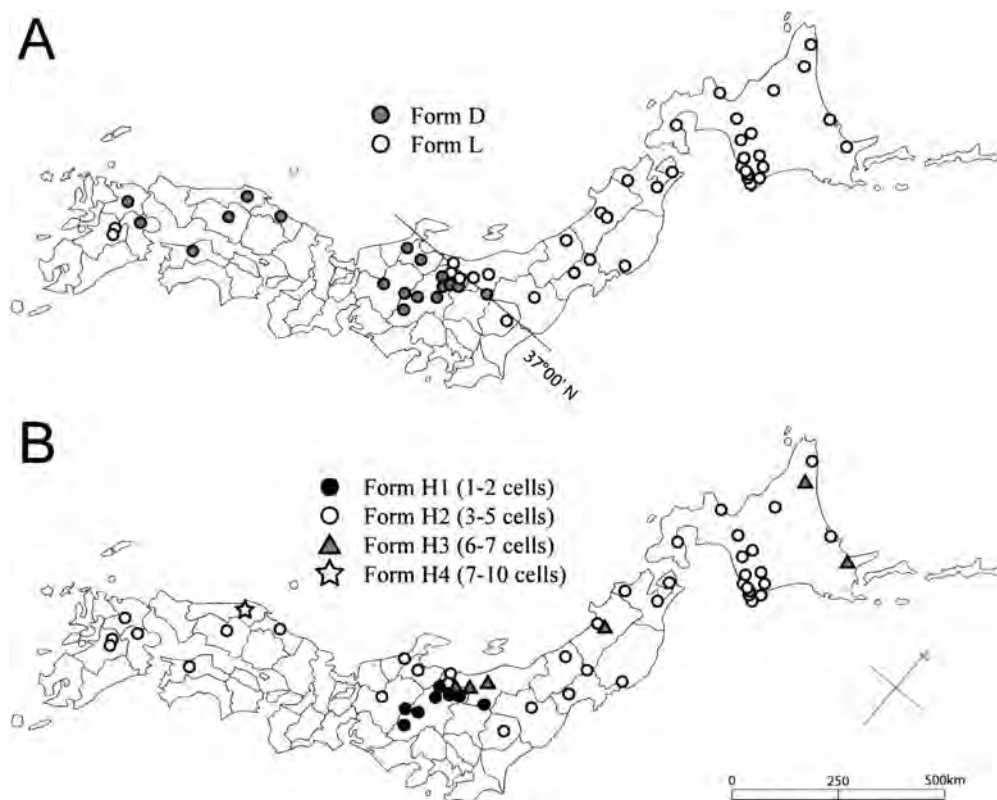 A
Form D
Form L
37°00' N
B
Form H1 (1-2 cells)
Form H2 (3-5 cells)
Form H3 (6-7 cells)
Form H4 (7-10 cells)
0 250 500km